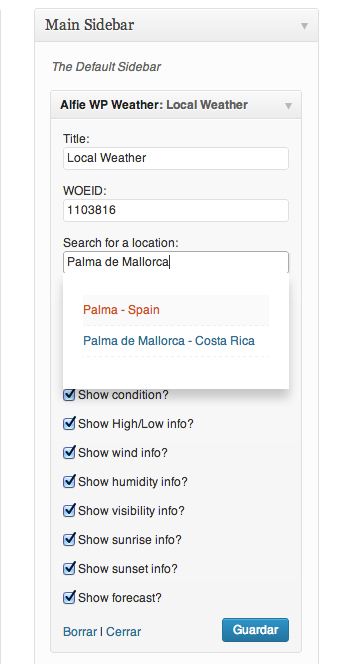 Main Sidebar
The Default Sidebar
Alfie WP Weather: Local Weather
Title:
Local Weather
WOEID:
1103816
Search for a location:
Palma de Mallorca
Palma - Spain
Palma de Mallorca - Costa Rica
Show condition?
Show High/Low info?
Show wind info?
Show humidity info?
Show visibility info?
Show sunrise info?
Show sunset info?
Show forecast?
Borrar | Cerrar
Guardar